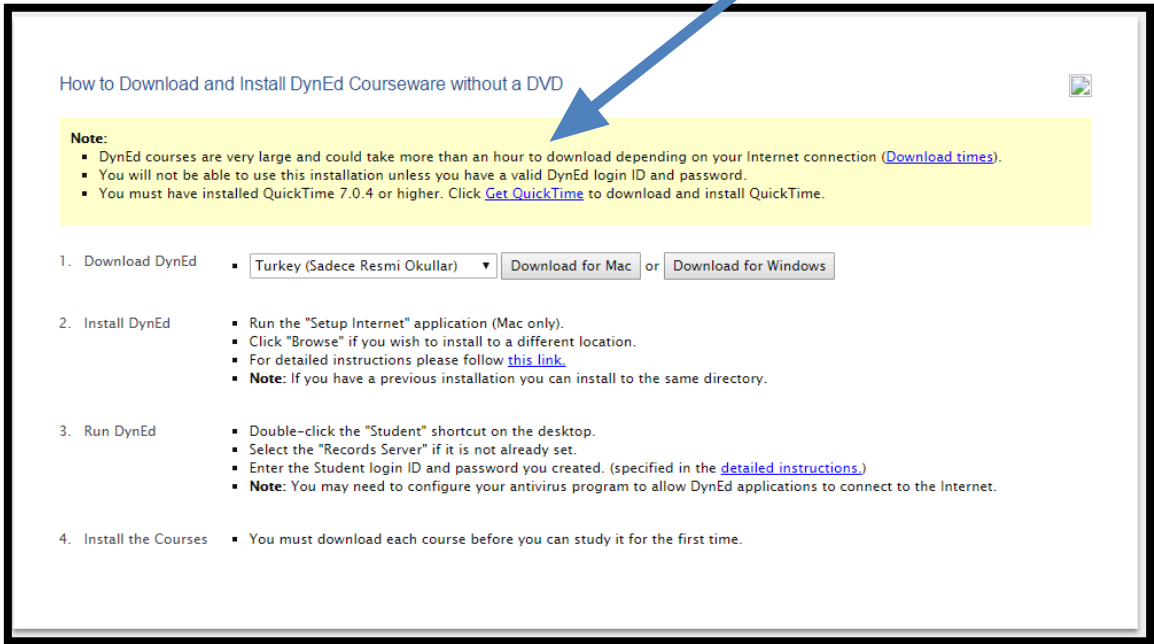 How to Download and Install DynEd Courseware without a DVD
Note:
▪ DynEd courses are very large and could take more than an hour to download depending on your Internet connection (Download times).
▪ You will not be able to use this installation unless you have a valid DynEd login ID and password.
▪ You must have installed QuickTime 7.0.4 or higher. Click Get QuickTime to download and install QuickTime.
1. Download DynEd ▪ Turkey (Sadece Resmi Okullar) ▼ Download for Mac or Download for Windows
2. Install DynEd ▪ Run the "Setup Internet" application (Mac only).
▪ Click "Browse" if you wish to install to a different location.
▪ For detailed instructions please follow this link.
▪ Note: If you have a previous installation you can install to the same directory.
3. Run DynEd ▪ Double-click the "Student" shortcut on the desktop.
▪ Select the "Records Server" if it is not already set.
▪ Enter the Student login ID and password you created. (specified in the detailed instructions.)
▪ Note: You may need to configure your antivirus program to allow DynEd applications to connect to the Internet.
4. Install the Courses ▪ You must download each course before you can study it for the first time.